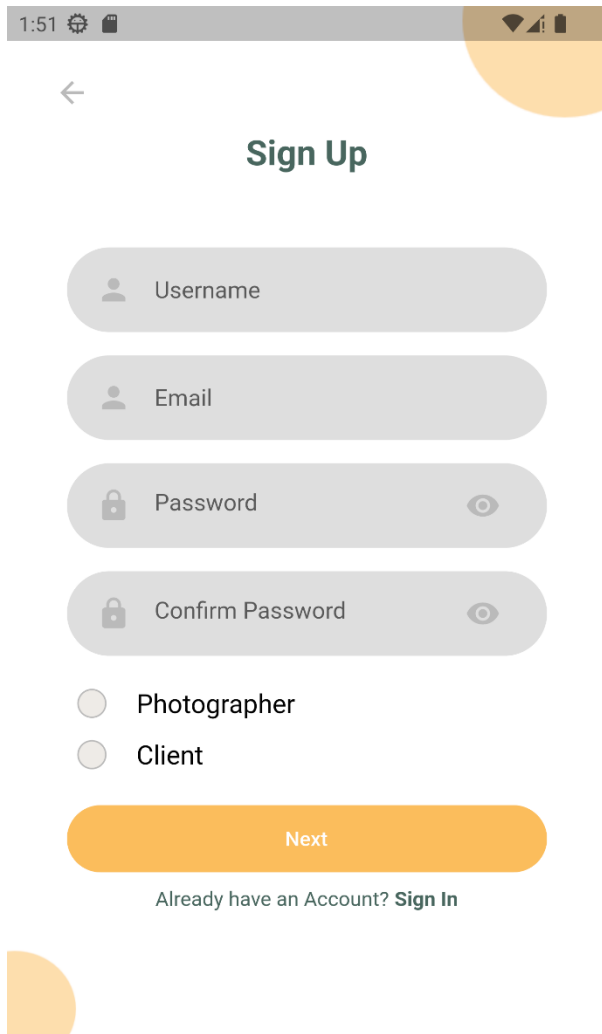 1:51
Sign Up
Username
Email
Password
Confirm Password
Photographer
Client
Next
Already have an Account? Sign In